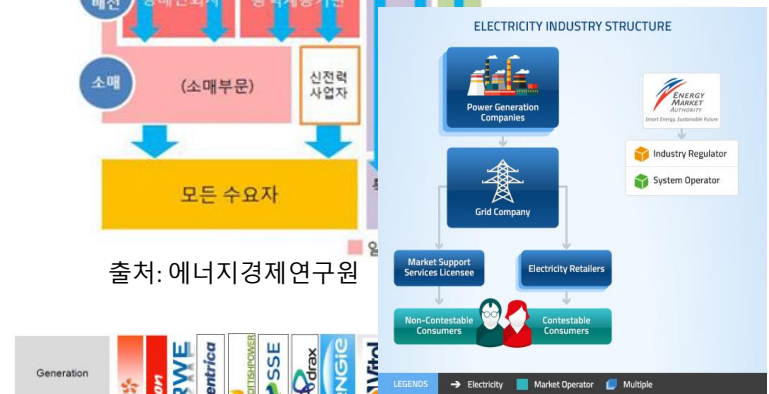 배전
소매
(소매부문)
신전력
사업자
모든 수요자
출처: 에너지경제연구원
Generation
RWE
SSE
drax
ELECTRICITY INDUSTRY STRUCTURE
Power Generation
Companies
ENERGY
MARKET
AUTHORITY
Smart Energy, Sustainable Future
Industry Regulator
System Operator
Grid Company
Market Support
Services Licensee
Electricity Retailers
Non-Contestable
Consumers
Contestable
Consumers
LEGENDS
Electricity
Market Operator
Multiple